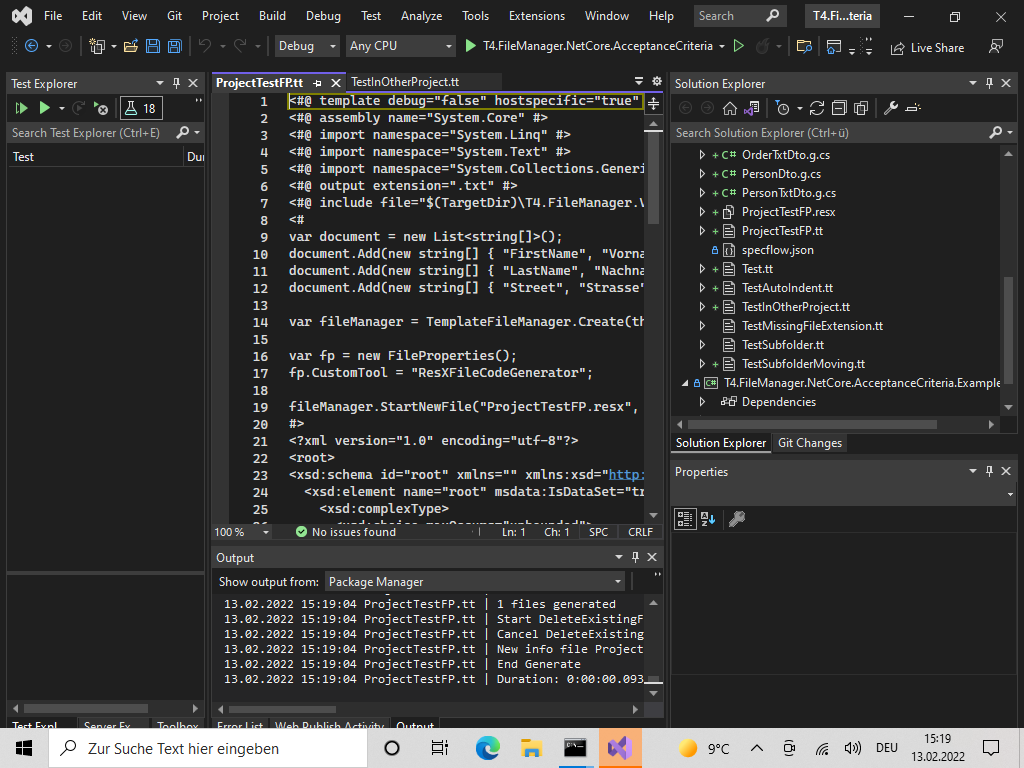 File Edit View Git Project Build Debug Test Analyze Tools Extensions Window Help Search T4.Fi...teria
Debug Any CPU T4.FileManager.NetCore.AcceptanceCriteria Live Share
Test Explorer
18
Search Test Explorer (Ctrl+E)
Test Dur
ProjectTestFP.tt TestInOtherProject.tt
1 <#@ template debug="false" hostspecific="true"
2 <#@ assembly name="System.Core" #>
3 <#@ import namespace="System.Linq" #>
4 <#@ import namespace="System.Text" #>
5 <#@ import namespace="System.Collections.Generi
6 <#@ output extension=".txt" #>
7 <#@ include file="$(TargetDir)\T4.FileManager.V
8 <#
9 var document = new List<string[]>();
10 document.Add(new string[] { "FirstName", "Vorna
11 document.Add(new string[] { "LastName", "Nachna
12 document.Add(new string[] { "Street", "Strasse"
13
14 var fileManager = TemplateFileManager.Create(th
15
16 var fp = new FileProperties();
17 fp.CustomTool = "ResXFileCodeGenerator";
18
19 fileManager.StartNewFile("ProjectTestFP.resx",
20 #>
21 <?xml version="1.0" encoding="utf-8"?>
22 <root>
23 <xsd:schema id="root" xmlns="" xmlns:xsd="http:
24 <xsd:element name="root" msdata:IsDataSet="tr
25 <xsd:complexType>
100 % No issues found Ln: 1 Ch: 1 SPC CRLF
Output
Show output from: Package Manager
13.02.2022 15:19:04 ProjectTestFP.tt | 1 files generated
13.02.2022 15:19:04 ProjectTestFP.tt | Start DeleteExistingF
13.02.2022 15:19:04 ProjectTestFP.tt | Cancel DeleteExisting
13.02.2022 15:19:04 ProjectTestFP.tt | New info file Project
13.02.2022 15:19:04 ProjectTestFP.tt | End Generate
13.02.2022 15:19:04 ProjectTestFP.tt | Duration: 0:00:00.093
Test Expl... Server Ex... Toolbox Error List Web Publish Activity Output
Solution Explorer
Search Solution Explorer (Ctrl+ü)
C# OrderTxtDto.g.cs
C# PersonDto.g.cs
C# PersonTxtDto.g.cs
ProjectTestFP.resx
ProjectTestFP.tt
specflow.json
Test.tt
TestAutoIndent.tt
TestInOtherProject.tt
TestMissingFileExtension.tt
TestSubfolder.tt
TestSubfolderMoving.tt
C# T4.FileManager.NetCore.AcceptanceCriteria.Example
Dependencies
Solution Explorer Git Changes
Properties
Zur Suche Text hier eingeben
9°C DEU 15:19
13.02.2022